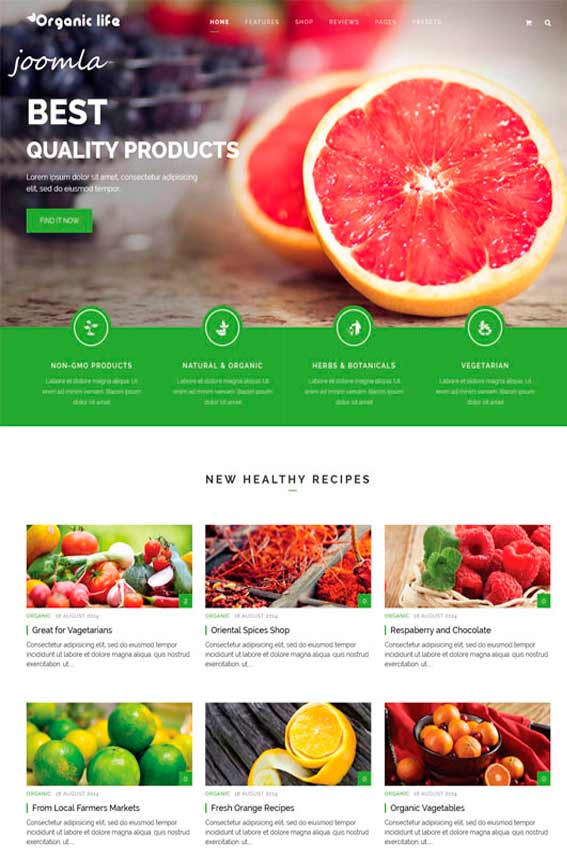 Organic life
HOME FEATURES SHOP REVIEWS PAGES PRESETS
joomla
BEST
QUALITY PRODUCTS
Lorem ipsum dolor sit amet, consectetur adipisicing
elit, sed do eiusmod tempor.
FIND IT NOW
NON-GMO PRODUCTS
Labore et dolore magna aliqua. Ut
enim ad minim veniam. Bacon ipsum
dolor sit amet
NATURAL & ORGANIC
Labore et dolore magna aliqua. Ut
enim ad minim veniam. Bacon ipsum
dolor sit amet
HERBS & BOTANICALS
Labore et dolore magna aliqua. Ut
enim ad minim veniam. Bacon ipsum
dolor sit amet
VEGETARIAN
Labore et dolore magna aliqua. Ut
enim ad minim veniam. Bacon ipsum
dolor sit amet
NEW HEALTHY RECIPES
2
ORGANIC 18 AUGUST 2014
Great for Vagetarians
Consectetur adipisicing elit, sed do eiusmod tempor
incididunt ut labore et dolore magna aliqua. quis nostrud
exercitation. ut....
0
ORGANIC 18 AUGUST 2014
Oriental Spices Shop
Consectetur adipisicing elit, sed do eiusmod tempor
incididunt ut labore et dolore magna aliqua. quis nostrud
exercitation. ut....
0
ORGANIC 18 AUGUST 2014
Respaberry and Chocolate
Consectetur adipisicing elit, sed do eiusmod tempor
incididunt ut labore et dolore magna aliqua. quis nostrud
exercitation. ut....
0
ORGANIC 18 AUGUST 2014
From Local Farmers Markets
Consectetur adipisicing elit, sed do eiusmod tempor
incididunt ut labore et dolore magna aliqua. quis nostrud
exercitation. ut....
0
ORGANIC 18 AUGUST 2014
Fresh Orange Recipes
Consectetur adipisicing elit, sed do eiusmod tempor
incididunt ut labore et dolore magna aliqua. quis nostrud
exercitation. ut....
0
ORGANIC 18 AUGUST 2014
Organic Vagetables
Consectetur adipisicing elit, sed do eiusmod tempor
incididunt ut labore et dolore magna aliqua. quis nostrud
exercitation. ut....